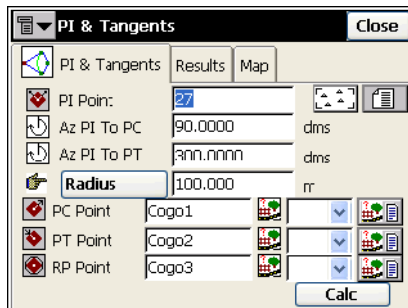 PI & Tangents Close
PI & Tangents Results Map
PI Point 27
Az PI To PC 90.0000 dms
Az PI To PT 300.0000 dms
Radius 100.000 m
PC Point Cogo1
PT Point Cogo2
RP Point Cogo3
Calc